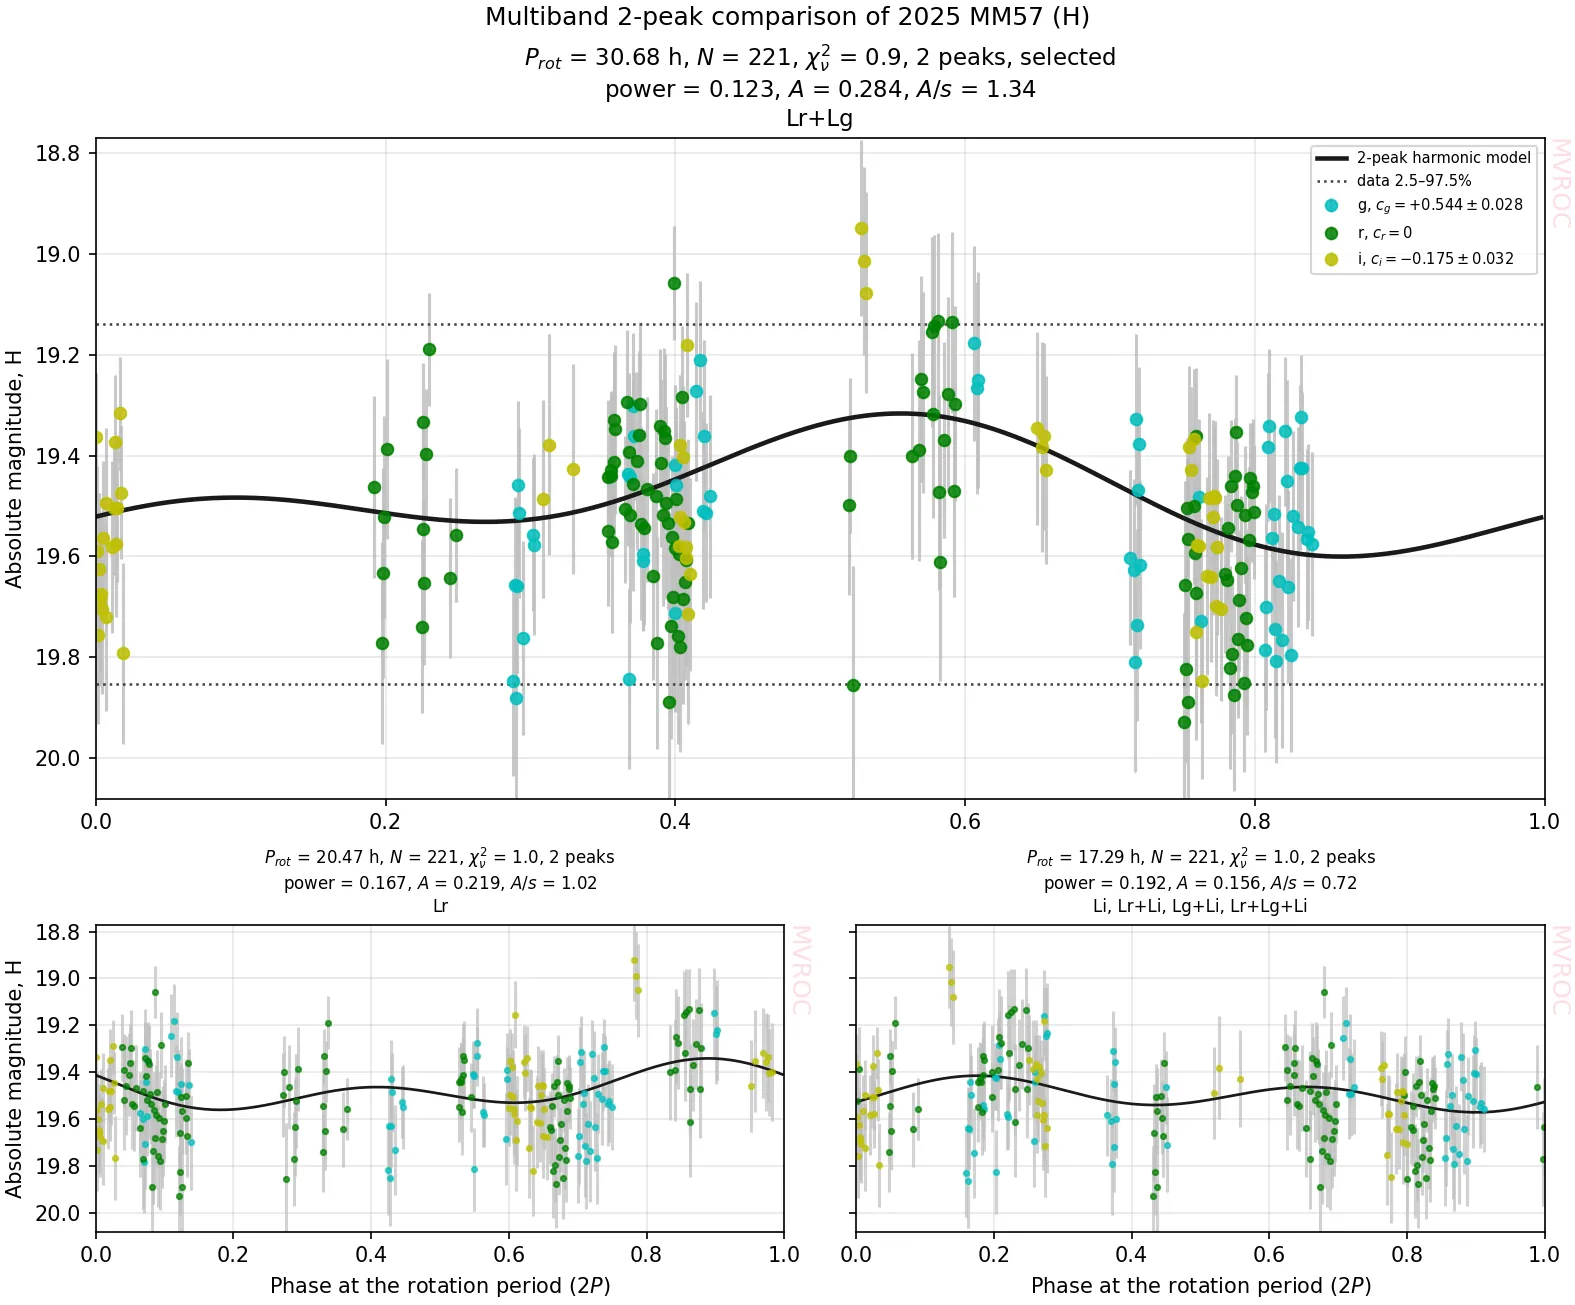 Multiband 2-peak comparison of 2025 MM57 (H)
P_rot = 30.68 h, N = 221, χ²_ν = 0.9, 2 peaks, selected
power = 0.123, A = 0.284, A/s = 1.34
Lr+Lg
MVROC
2-peak harmonic model
data 2.5–97.5%
g, c_g = +0.544 ± 0.028
r, c_r = 0
i, c_i = −0.175 ± 0.032
Absolute magnitude, H
18.8
19.0
19.2
19.4
19.6
19.8
20.0
0.0 0.2 0.4 0.6 0.8 1.0
P_rot = 20.47 h, N = 221, χ²_ν = 1.0, 2 peaks
power = 0.167, A = 0.219, A/s = 1.02
Lr
MVROC
Absolute magnitude, H
18.8
19.0
19.2
19.4
19.6
19.8
20.0
0.0 0.2 0.4 0.6 0.8 1.0
Phase at the rotation period (2P)
P_rot = 17.29 h, N = 221, χ²_ν = 1.0, 2 peaks
power = 0.192, A = 0.156, A/s = 0.72
Li, Lr+Li, Lg+Li, Lr+Lg+Li
MVROC
0.0 0.2 0.4 0.6 0.8 1.0
Phase at the rotation period (2P)